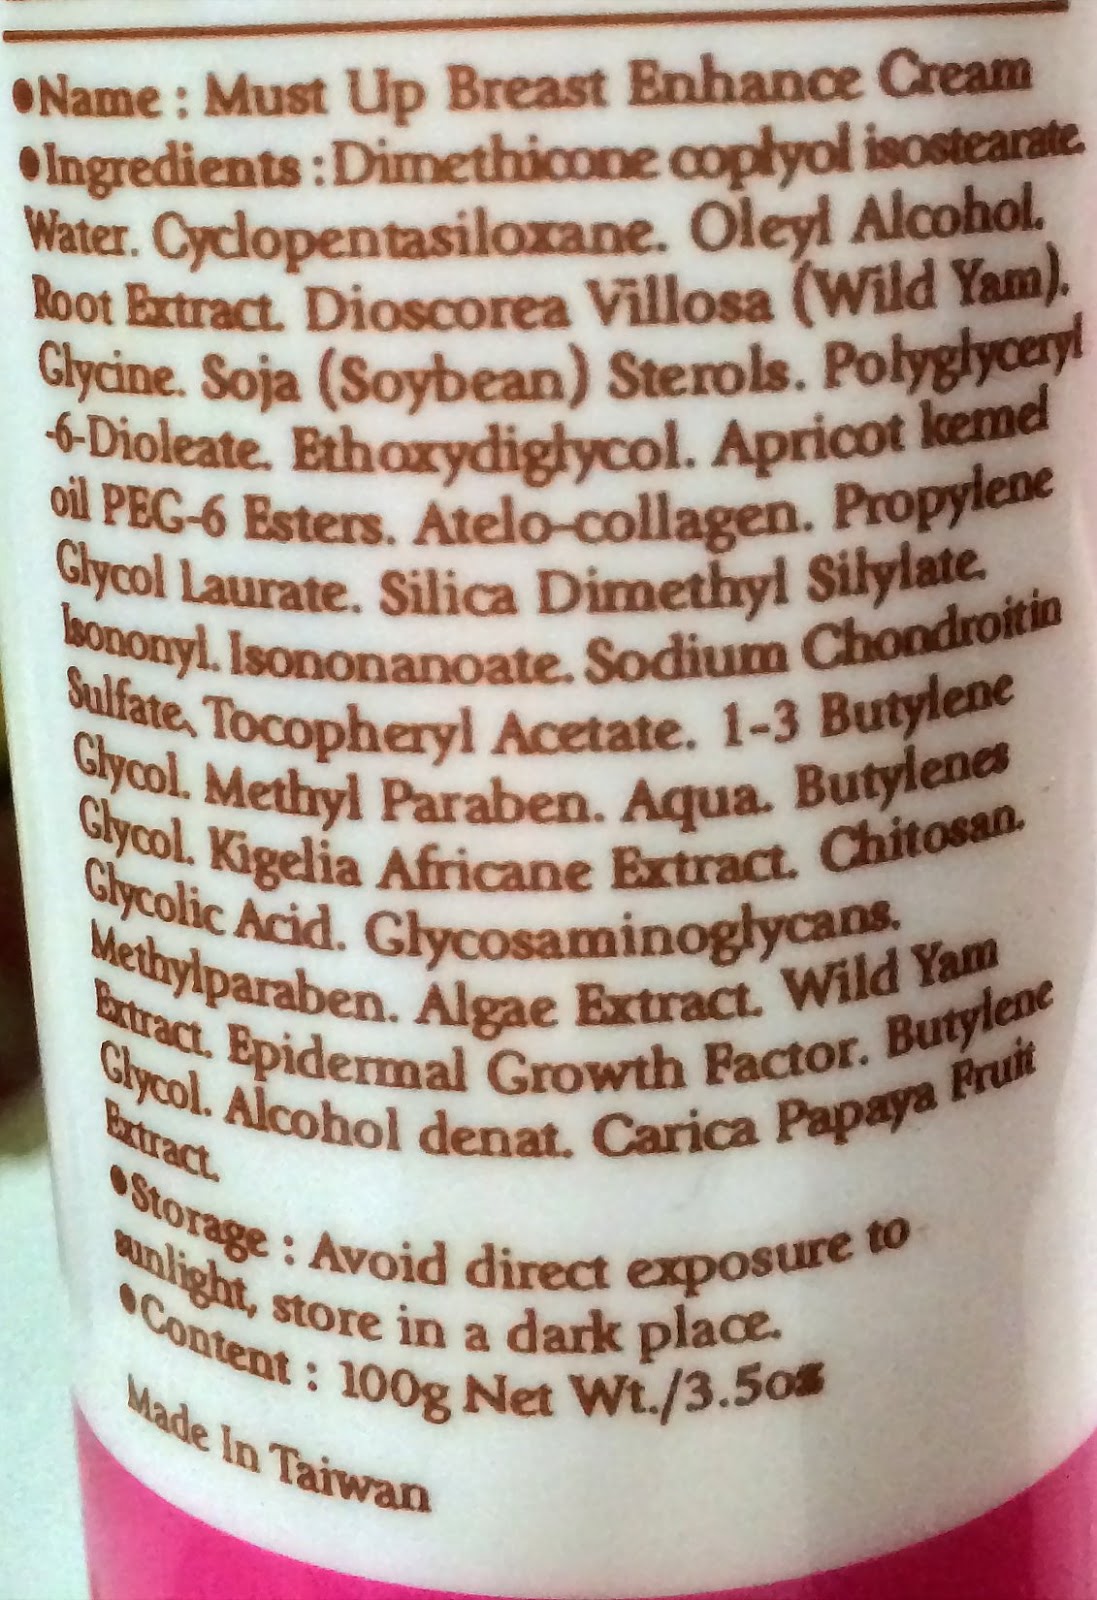 ●Name : Must Up Breast Enhance Cream
●Ingredients : Dimethicone coplyol isostearate.
Water. Cyclopentasiloxane. Oleyl Alcohol.
Root Extract. Dioscorea Villosa (Wild Yam).
Glycine. Soja (Soybean) Sterols. Polyglyceryl
-6-Dioleate. Ethoxydiglycol. Apricot kernel
oil PEG-6 Esters. Atelo-collagen. Propylene
Glycol Laurate. Silica Dimethyl Silylate.
Isononyl. Isononanoate. Sodium Chondroitin
Sulfate、Tocopheryl Acetate. 1-3 Butylene
Glycol. Methyl Paraben. Aqua. Butylenes
Glycol. Kigelia Africane Extract. Chitosan.
Glycolic Acid. Glycosaminoglycans.
Methylparaben. Algae Extract. Wild Yam
Extract. Epidermal Growth Factor. Butylene
Glycol. Alcohol denat. Carica Papaya Fruit
Extract.
●Storage : Avoid direct exposure to
sunlight, store in a dark place.
●Content : 100g Net Wt./3.5oz
Made In Taiwan